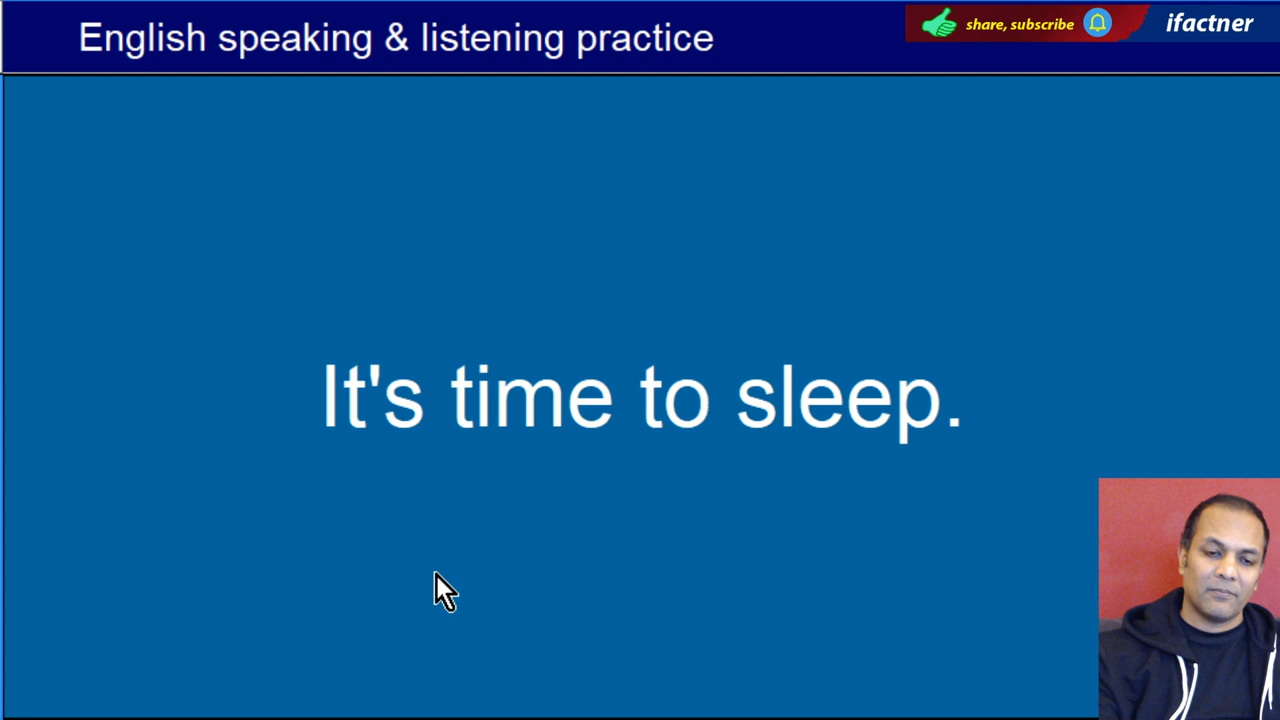 English speaking & listening practice
share, subscribe
ifactner
It's time to sleep.